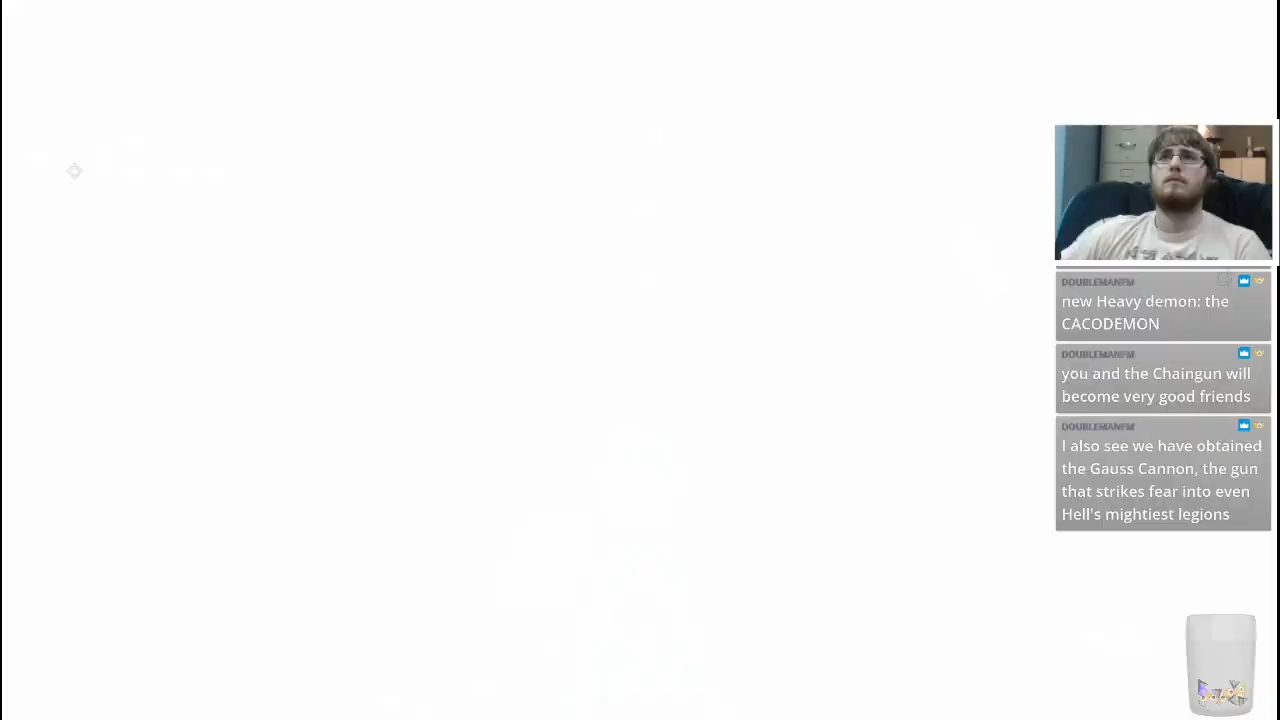 DOUBLEMANFM
new Heavy demon: the
CACODEMON
DOUBLEMANFM
you and the Chaingun will
become very good friends
DOUBLEMANFM
I also see we have obtained
the Gauss Cannon, the gun
that strikes fear into even
Hell's mightiest legions